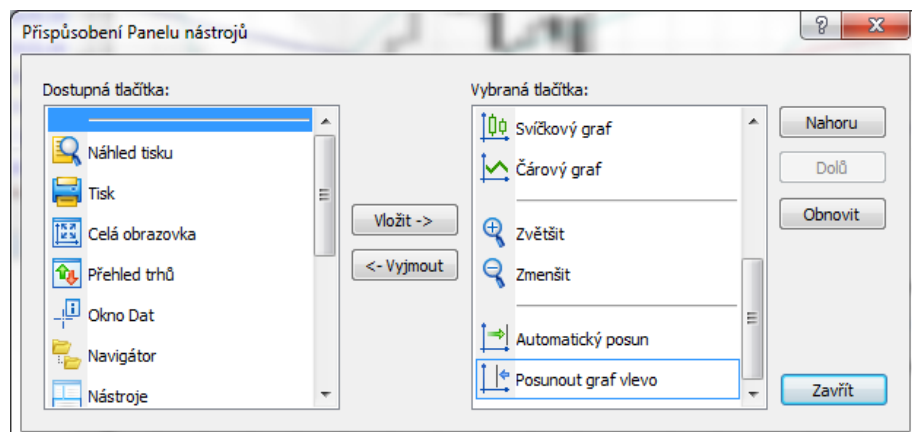 Přispůsobení Panelu nástrojů
Dostupná tlačítka:
Náhled tisku
Tisk
Celá obrazovka
Přehled trhů
Okno Dat
Navigátor
Nástroje
Vložit ->
<- Vyjmout
Vybraná tlačítka:
Svíčkový graf
Čárový graf
Zvětšit
Zmenšit
Automatický posun
Posunout graf vlevo
Nahoru
Dolů
Obnovit
Zavřít